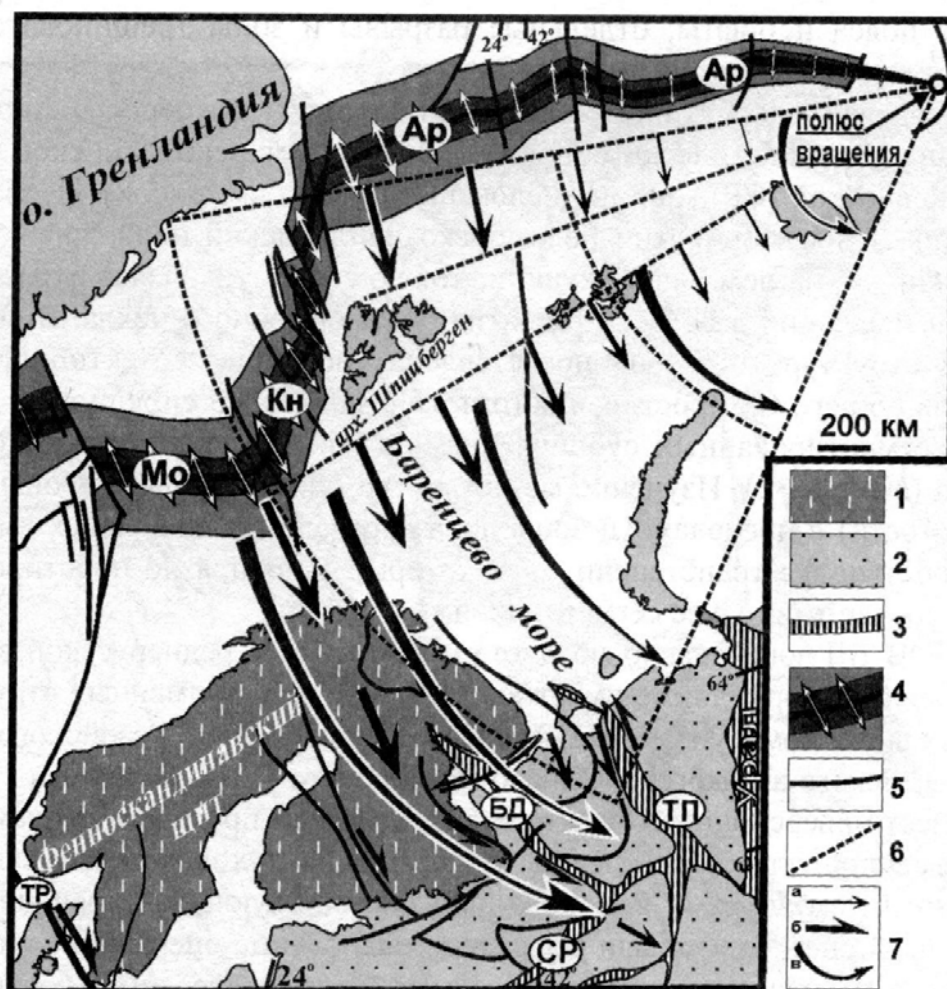 24° 42°
Ар
Ар
полюс
вращения
о. Гренландия
арх. Шпицберген
Кн
Мо
Баренцево
море
200 км
1
2
3
4
5
6
а
б
в
7
64°
Урал
БД
ТП
Фенноскандинавский
щит
ТР
СР
24°
42°